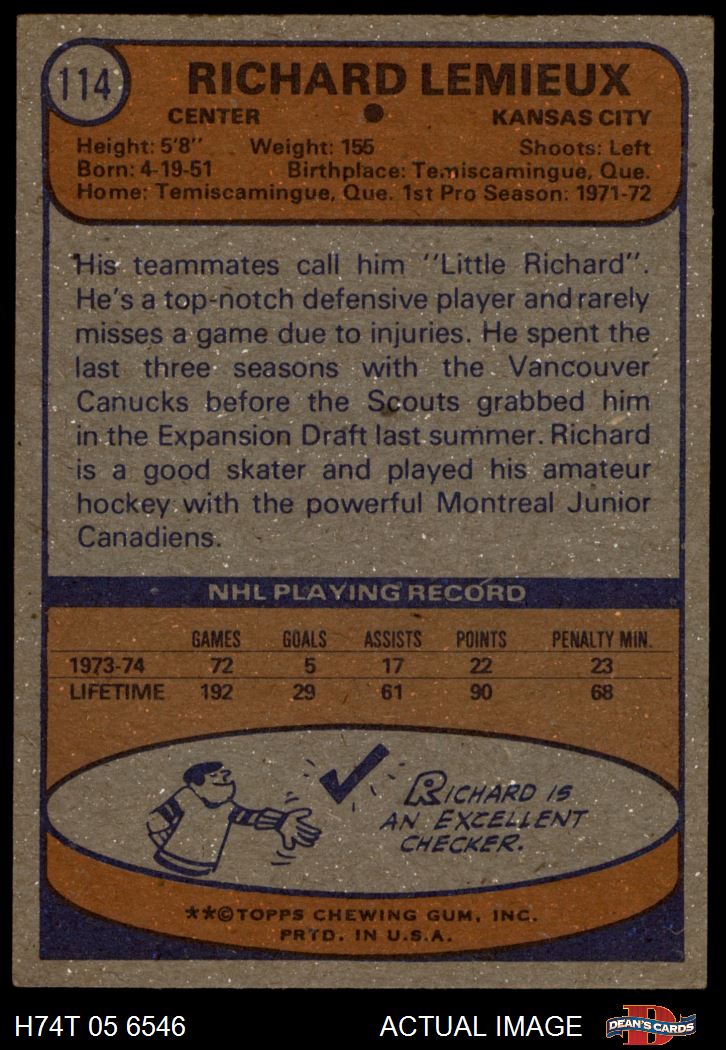 114
RICHARD LEMIEUX
CENTER • KANSAS CITY
Height: 5'8" Weight: 155 Shoots: Left
Born: 4-19-51 Birthplace: Temiscamingue, Que.
Home: Temiscamingue, Que. 1st Pro Season: 1971-72
His teammates call him "Little Richard".
He's a top-notch defensive player and rarely
misses a game due to injuries. He spent the
last three seasons with the Vancouver
Canucks before the Scouts grabbed him
in the Expansion Draft last summer. Richard
is a good skater and played his amateur
hockey with the powerful Montreal Junior
Canadiens.
NHL PLAYING RECORD
GAMES GOALS ASSISTS POINTS PENALTY MIN.
1973-74 72 5 17 22 23
LIFETIME 192 29 61 90 68
RICHARD IS
AN EXCELLENT
CHECKER.
**©TOPPS CHEWING GUM, INC.
PRTD. IN U.S.A.
H74T 05 6546 ACTUAL IMAGE D DEAN'S CARDS